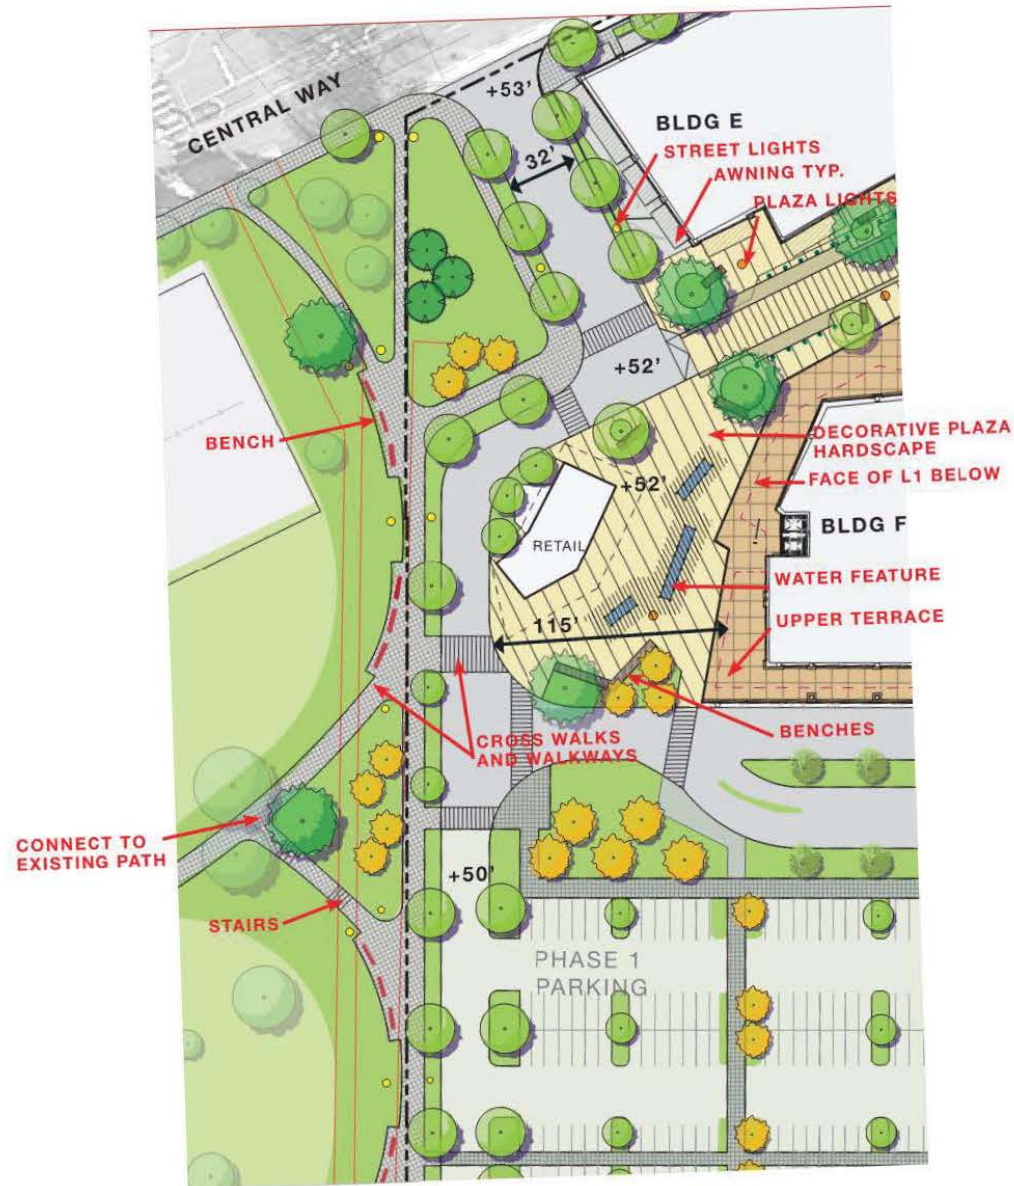 CENTRAL WAY
+53'
BLDG E
STREET LIGHTS
32'
AWNING TYP.
PLAZA LIGHTS
+52'
BENCH
DECORATIVE PLAZA
HARDSCAPE
FACE OF L1 BELOW
+52'
BLDG F
RETAIL
WATER FEATURE
UPPER TERRACE
115'
BENCHES
CROSS WALKS
AND WALKWAYS
CONNECT TO
EXISTING PATH
+50'
STAIRS
PHASE 1
PARKING